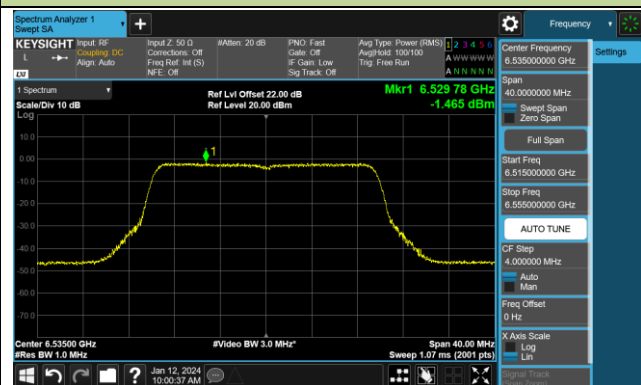 Spectrum Analyzer 1
Swept SA
Frequency
KEYSIGHT
L
Input: RF
Coupling: DC
Align: Auto
Input Z: 50 Ω
Corrections: Off
Freq Ref: Int (S)
NFE: Off
#Atten: 20 dB
PNO: Fast
Gate: Off
IF Gain: Low
Sig Track: Off
Avg Type: Power (RMS)
Avg|Hold: 100/100
Trig: Free Run
1 2 3 4 5 6
A W W W W W
A N N N N N
Center Frequency
6.535000000 GHz
Settings
1 Spectrum
Scale/Div 10 dB
Log
Ref Lvl Offset 22.00 dB
Ref Level 20.00 dBm
Mkr1 6.529 78 GHz
-1.465 dBm
Span
40.0000000 MHz
Swept Span
Zero Span
Full Span
Start Freq
6.515000000 GHz
Stop Freq
6.555000000 GHz
AUTO TUNE
CF Step
4.000000 MHz
Auto
Man
Freq Offset
0 Hz
X Axis Scale
Log
Lin
Signal Track
(Span Zoom)
10.0
0.00
-10.0
-20.0
-30.0
-40.0
-50.0
-60.0
-70.0
1
Center 6.53500 GHz
#Res BW 1.0 MHz
#Video BW 3.0 MHz*
Span 40.00 MHz
Sweep 1.07 ms (2001 pts)
?
Jan 12, 2024
10:00:37 AM